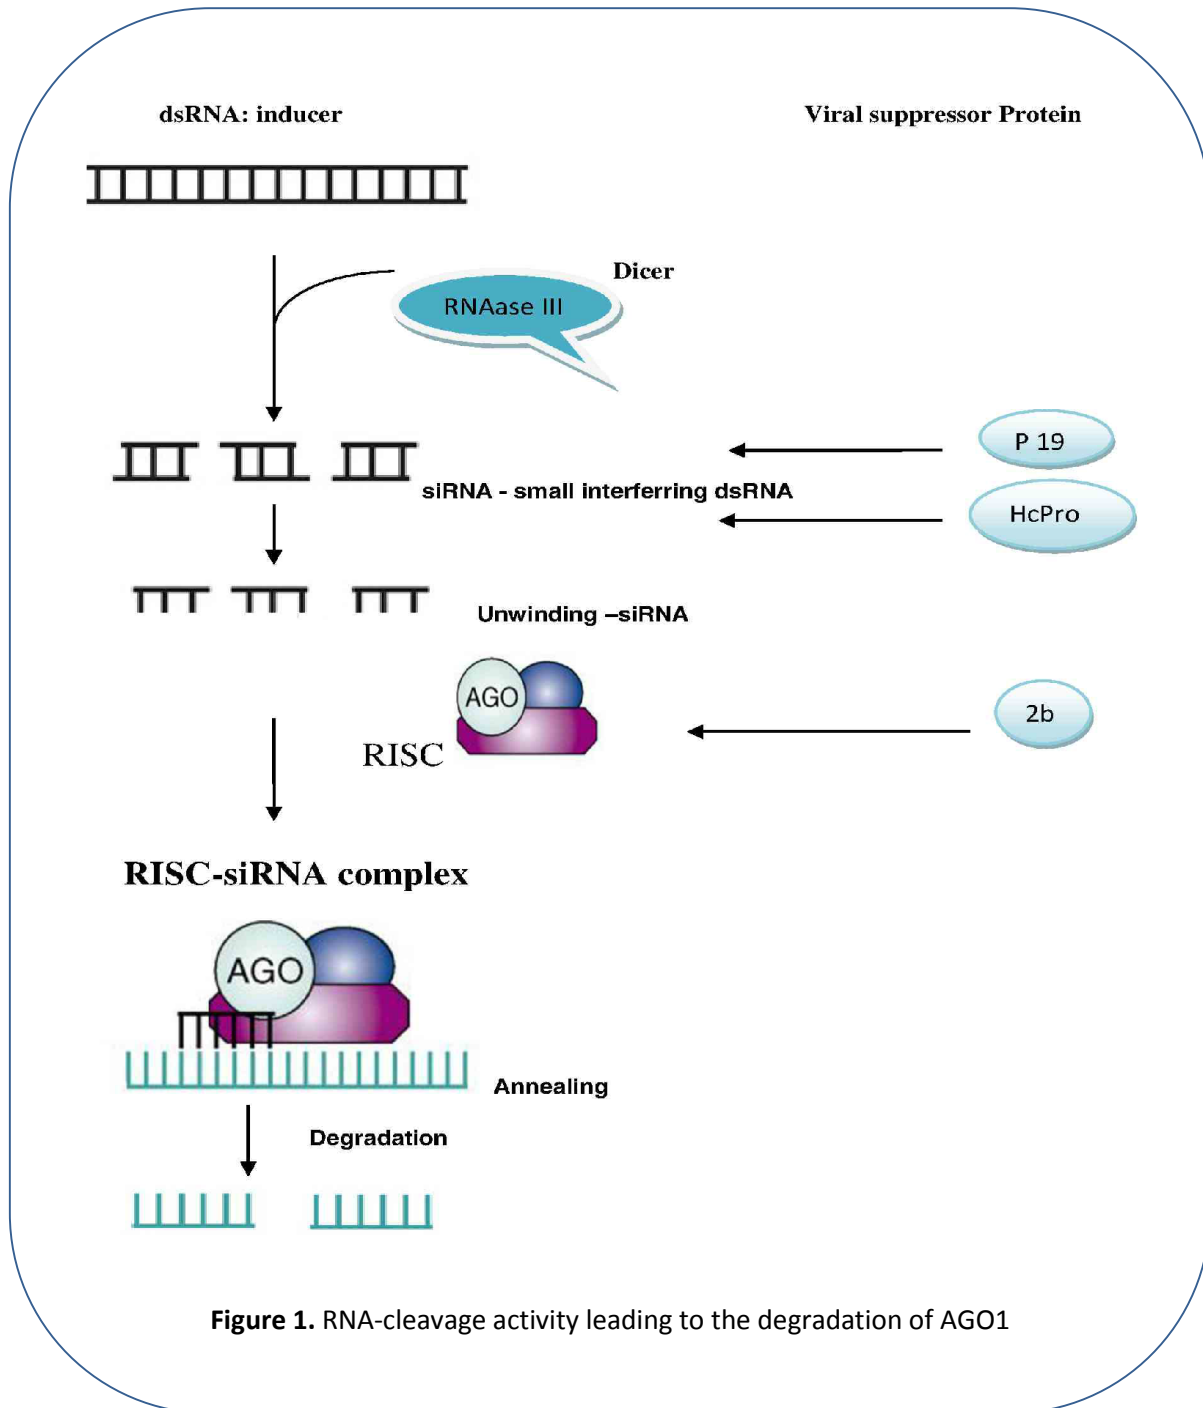 dsRNA: inducer
Viral suppressor Protein
Dicer
RNAase III
P 19
siRNA - small interferring dsRNA
HcPro
Unwinding –siRNA
AGO
2b
RISC
RISC-siRNA complex
AGO
Annealing
Degradation
Figure 1. RNA-cleavage activity leading to the degradation of AGO1